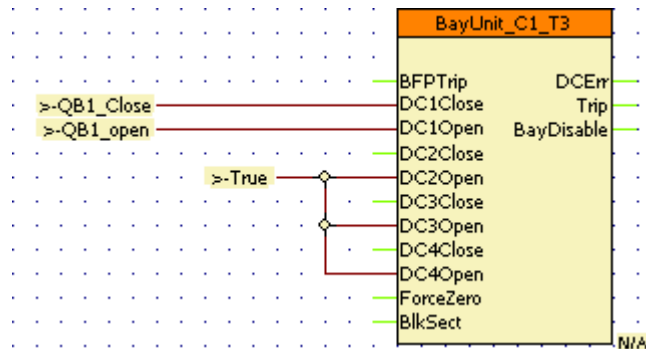 BayUnit_C1_T3
BFPTrip DCErr
>-QB1_Close DC1Close Trip
>-QB1_open DC1Open BayDisable
DC2Close
>-True DC2Open
DC3Close
DC3Open
DC4Close
DC4Open
ForceZero
BlkSect
N/A